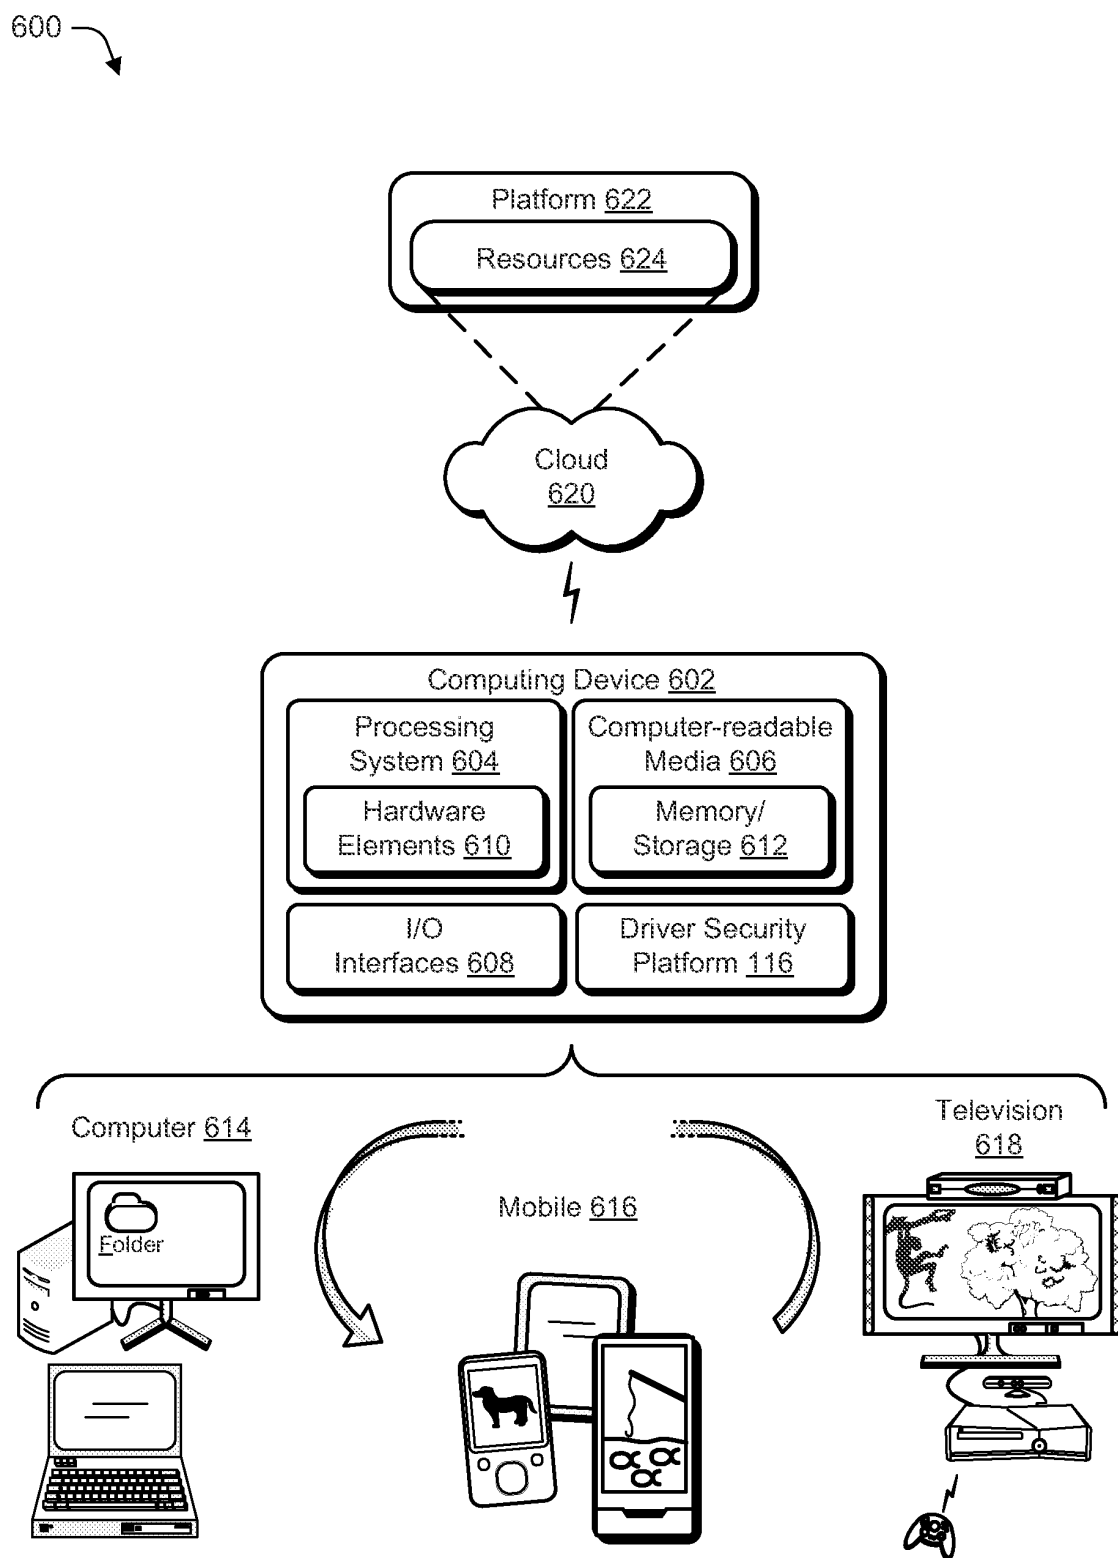 600
Platform 622
Resources 624
Cloud
620
Computing Device 602
Processing
System 604
Hardware
Elements 610
Computer-readable
Media 606
Memory/
Storage 612
I/O
Interfaces 608
Driver Security
Platform 116
Computer 614
Folder
Mobile 616
Television
618